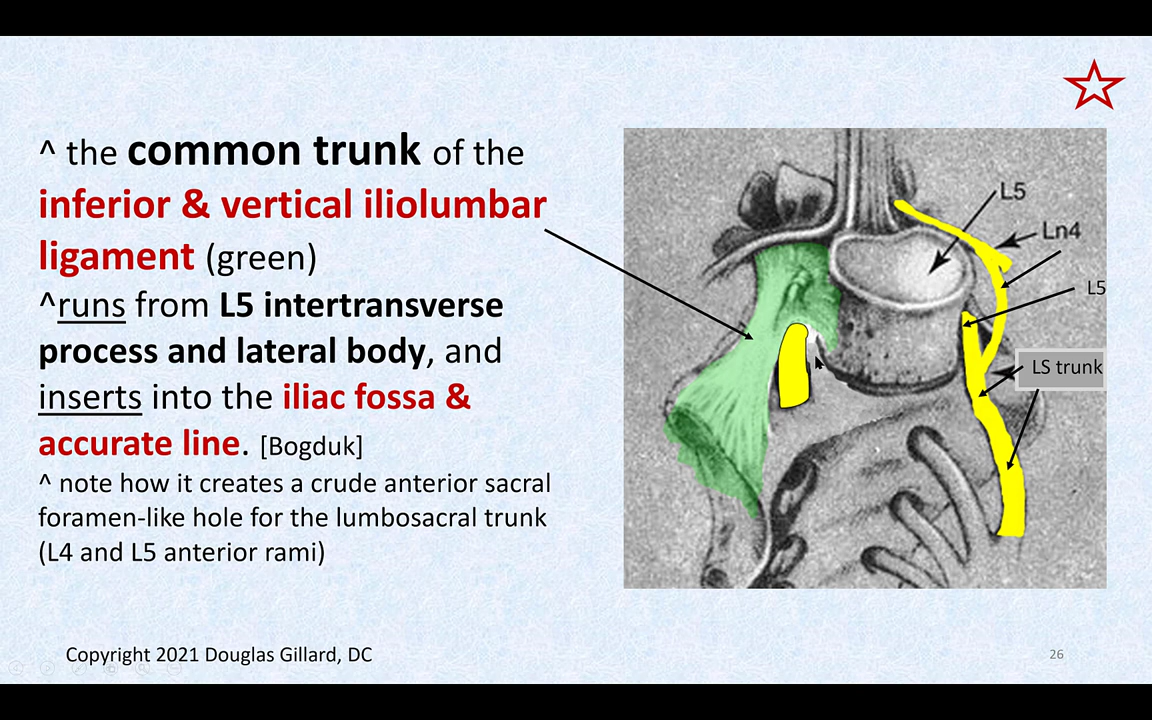 ^ the common trunk of the
inferior & vertical iliolumbar
ligament (green)
^runs from L5 intertransverse
process and lateral body, and
inserts into the iliac fossa &
accurate line. [Bogduk]
^ note how it creates a crude anterior sacral
foramen-like hole for the lumbosacral trunk
(L4 and L5 anterior rami)
L5
Ln4
L5
LS trunk
Copyright 2021 Douglas Gillard, DC
26